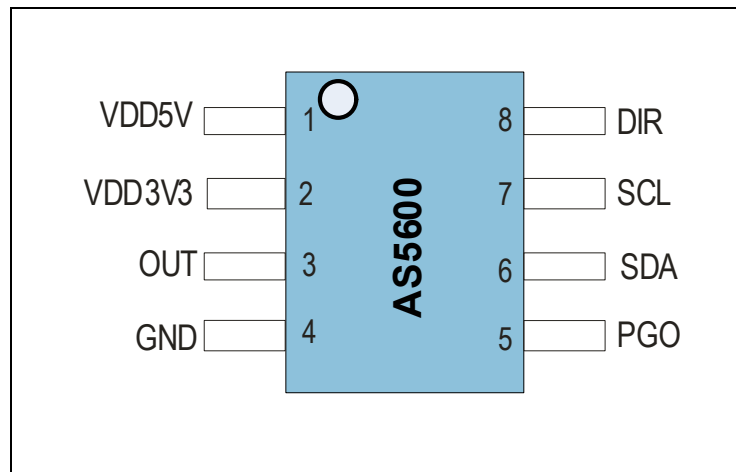 VDD5V 1 8 DIR
VDD3V3 2 7 SCL
OUT 3 6 SDA
GND 4 5 PGO
AS5600